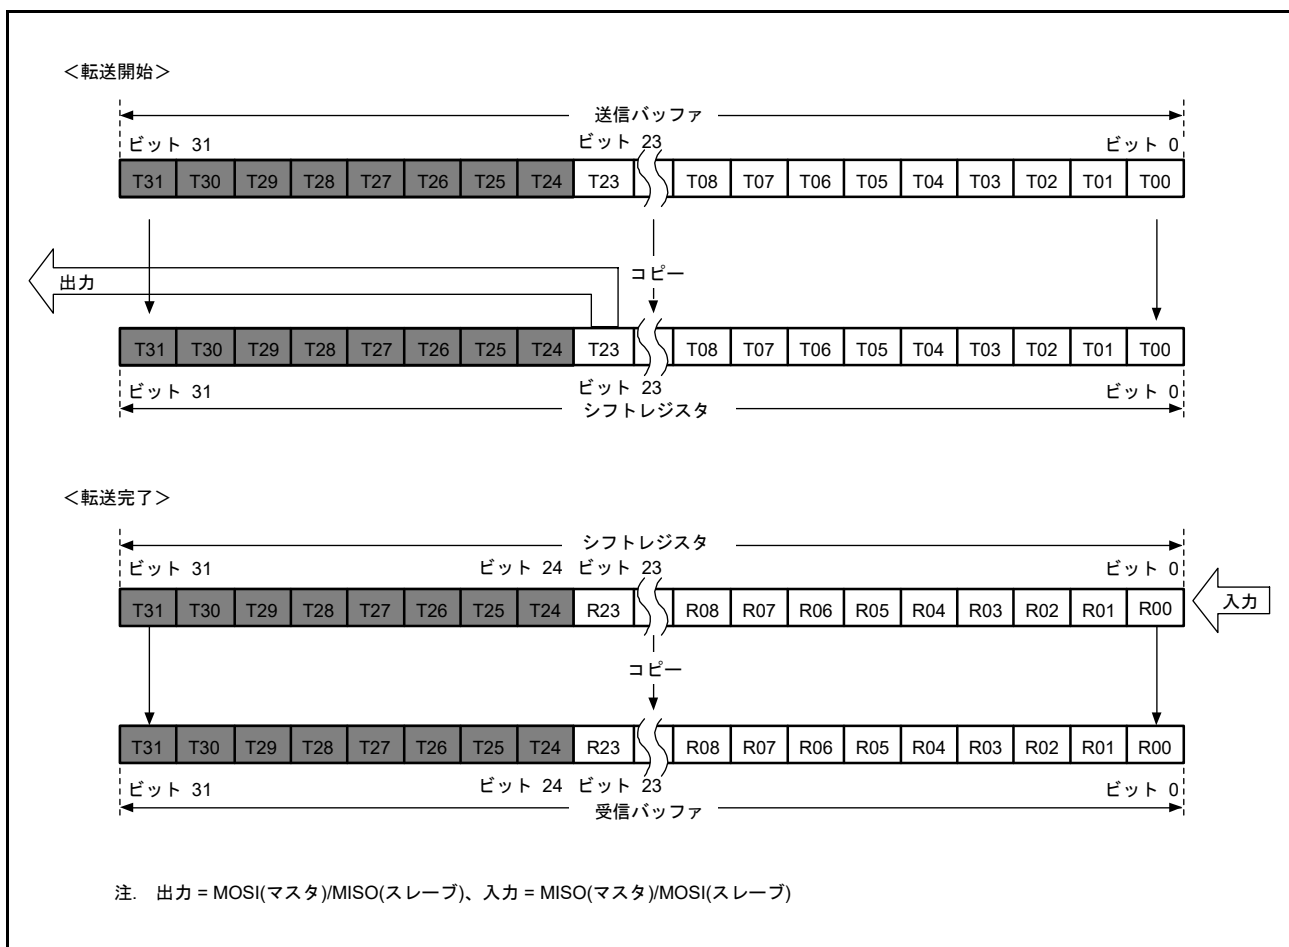 ＜転送開始＞
送信バッファ
ビット 31 ビット 23 ビット 0
T31 T30 T29 T28 T27 T26 T25 T24 T23 T08 T07 T06 T05 T04 T03 T02 T01 T00
コピー
出力
T31 T30 T29 T28 T27 T26 T25 T24 T23 T08 T07 T06 T05 T04 T03 T02 T01 T00
ビット 31 ビット 23 ビット 0
シフトレジスタ
＜転送完了＞
シフトレジスタ
ビット 31 ビット 24 ビット 23 ビット 0
T31 T30 T29 T28 T27 T26 T25 T24 R23 R08 R07 R06 R05 R04 R03 R02 R01 R00
入力
コピー
T31 T30 T29 T28 T27 T26 T25 T24 R23 R08 R07 R06 R05 R04 R03 R02 R01 R00
ビット 31 ビット 24 ビット 23 ビット 0
受信バッファ
注. 出力 = MOSI(マスタ)/MISO(スレーブ)、入力 = MISO(マスタ)/MOSI(スレーブ)